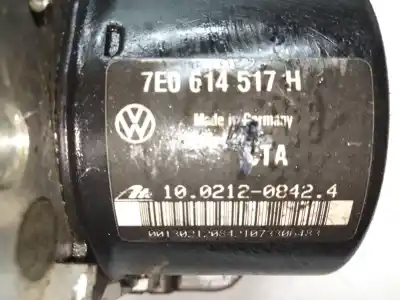 D
7E0 614 517 H
Made in Germany
TA
10.0212-0842.4